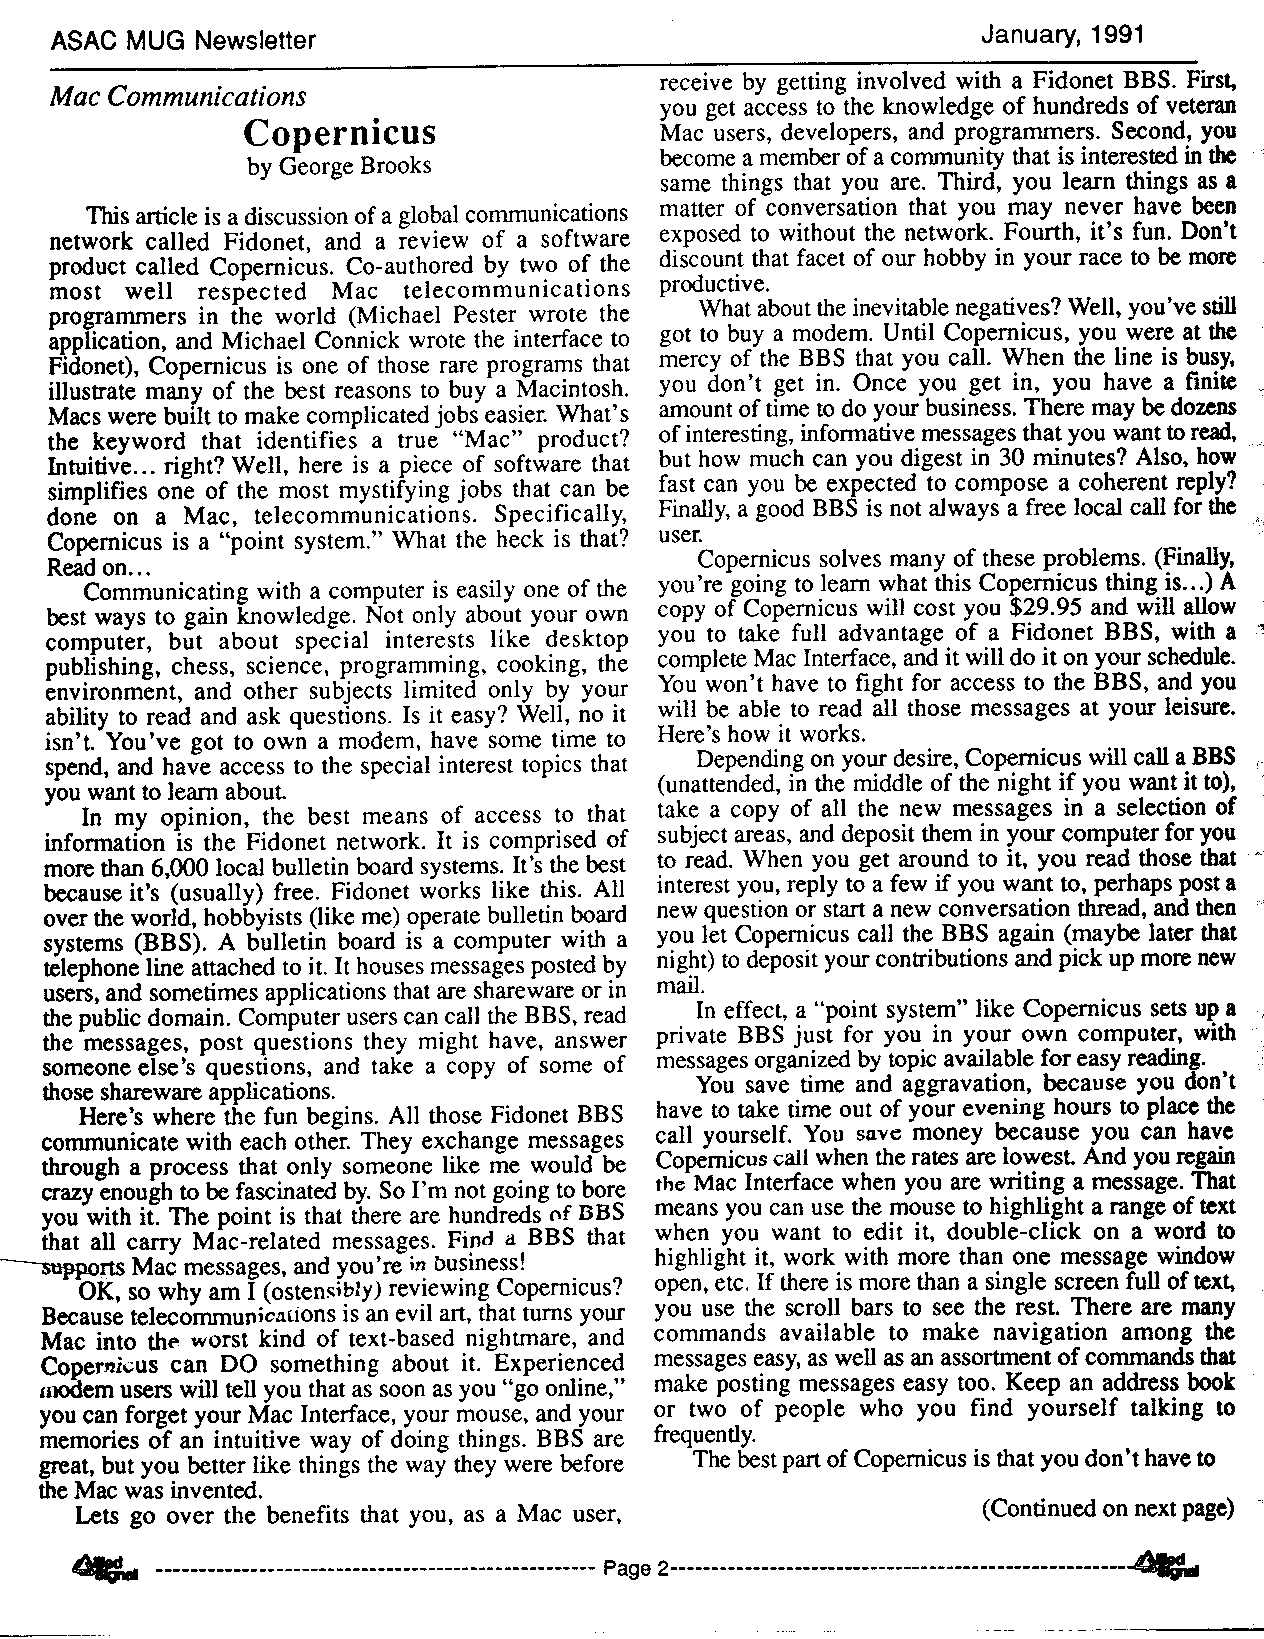 ASAC MUG Newsletter
January, 1991
Mac Communications
Copernicus
by George Brooks
This article is a discussion of a global communications
network called Fidonet, and a review of a software
product called Copernicus. Co-authored by two of the
most well respected Mac telecommunications
programmers in the world (Michael Pester wrote the
application, and Michael Connick wrote the interface to
Fidonet), Copernicus is one of those rare programs that
illustrate many of the best reasons to buy a Macintosh.
Macs were built to make complicated jobs easier. What's
the keyword that identifies a true “Mac” product?
Intuitive... right? Well, here is a piece of software that
simplifies one of the most mystifying jobs that can be
done on a Mac, telecommunications. Specifically,
Copernicus is a “point system.” What the heck is that?
Read on...
Communicating with a computer is easily one of the
best ways to gain knowledge. Not only about your own
computer, but about special interests like desktop
publishing, chess, science, programming, cooking, the
environment, and other subjects limited only by your
ability to read and ask questions. Is it easy? Well, no it
isn't. You've got to own a modem, have some time to
spend, and have access to the special interest topics that
you want to learn about.
In my opinion, the best means of access to that
information is the Fidonet network. It is comprised of
more than 6,000 local bulletin board systems. It's the best
because it's (usually) free. Fidonet works like this. All
over the world, hobbyists (like me) operate bulletin board
systems (BBS). A bulletin board is a computer with a
telephone line attached to it. It houses messages posted by
users, and sometimes applications that are shareware or in
the public domain. Computer users can call the BBS, read
the messages, post questions they might have, answer
someone else's questions, and take a copy of some of
those shareware applications.
Here's where the fun begins. All those Fidonet BBS
communicate with each other. They exchange messages
through a process that only someone like me would be
crazy enough to be fascinated by. So I'm not going to bore
you with it. The point is that there are hundreds of BBS
that all carry Mac-related messages. Find a BBS that
supports Mac messages, and you're in business!
OK, so why am I (ostensibly) reviewing Copernicus?
Because telecommunications is an evil art, that turns your
Mac into the worst kind of text-based nightmare, and
Copernicus can DO something about it. Experienced
modem users will tell you that as soon as you “go online,”
you can forget your Mac Interface, your mouse, and your
memories of an intuitive way of doing things. BBS are
great, but you better like things the way they were before
the Mac was invented.
Lets go over the benefits that you, as a Mac user,
receive by getting involved with a Fidonet BBS. First,
you get access to the knowledge of hundreds of veteran
Mac users, developers, and programmers. Second, you
become a member of a community that is interested in the
same things that you are. Third, you learn things as a
matter of conversation that you may never have been
exposed to without the network. Fourth, it's fun. Don't
discount that facet of our hobby in your race to be more
productive.
What about the inevitable negatives? Well, you've still
got to buy a modem. Until Copernicus, you were at the
mercy of the BBS that you call. When the line is busy,
you don't get in. Once you get in, you have a finite
amount of time to do your business. There may be dozens
of interesting, informative messages that you want to read,
but how much can you digest in 30 minutes? Also, how
fast can you be expected to compose a coherent reply?
Finally, a good BBS is not always a free local call for the
user.
Copernicus solves many of these problems. (Finally,
you're going to learn what this Copernicus thing is...) A
copy of Copernicus will cost you $29.95 and will allow
you to take full advantage of a Fidonet BBS, with a
complete Mac Interface, and it will do it on your schedule.
You won't have to fight for access to the BBS, and you
will be able to read all those messages at your leisure.
Here's how it works.
Depending on your desire, Copernicus will call a BBS
(unattended, in the middle of the night if you want it to),
take a copy of all the new messages in a selection of
subject areas, and deposit them in your computer for you
to read. When you get around to it, you read those that
interest you, reply to a few if you want to, perhaps post a
new question or start a new conversation thread, and then
you let Copernicus call the BBS again (maybe later that
night) to deposit your contributions and pick up more new
mail.
In effect, a “point system” like Copernicus sets up a
private BBS just for you in your own computer, with
messages organized by topic available for easy reading.
You save time and aggravation, because you don't
have to take time out of your evening hours to place the
call yourself. You save money because you can have
Copernicus call when the rates are lowest. And you regain
the Mac Interface when you are writing a message. That
means you can use the mouse to highlight a range of text
when you want to edit it, double-click on a word to
highlight it, work with more than one message window
open, etc. If there is more than a single screen full of text,
you use the scroll bars to see the rest. There are many
commands available to make navigation among the
messages easy, as well as an assortment of commands that
make posting messages easy too. Keep an address book
or two of people who you find yourself talking to
frequently.
The best part of Copernicus is that you don't have to
(Continued on next page)
Allied Signal ------------------------------------------------- Page 2--------------------------------------------------- Allied Signal